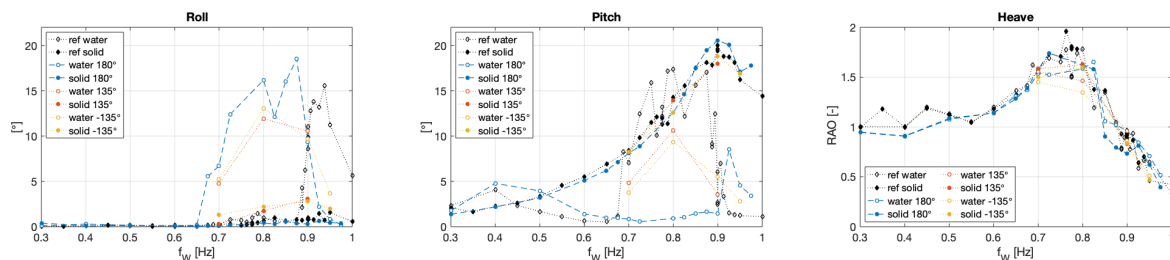 Roll
20
15
10
5
0
[°]
ref water
ref solid
water 180°
solid 180°
water 135°
solid 135°
water -135°
solid -135°
0.3 0.4 0.5 0.6 0.7 0.8 0.9 1
f_W [Hz]
Pitch
20
15
10
5
0
[°]
ref water
ref solid
water 180°
solid 180°
water 135°
solid 135°
water -135°
solid -135°
0.3 0.4 0.5 0.6 0.7 0.8 0.9 1
f_W [Hz]
Heave
2
1.5
1
0.5
0
RAO [-]
ref water water 135°
ref solid solid 135°
water 180° water -135°
solid 180° solid -135°
0.3 0.4 0.5 0.6 0.7 0.8 0.9 1
f_W [Hz]